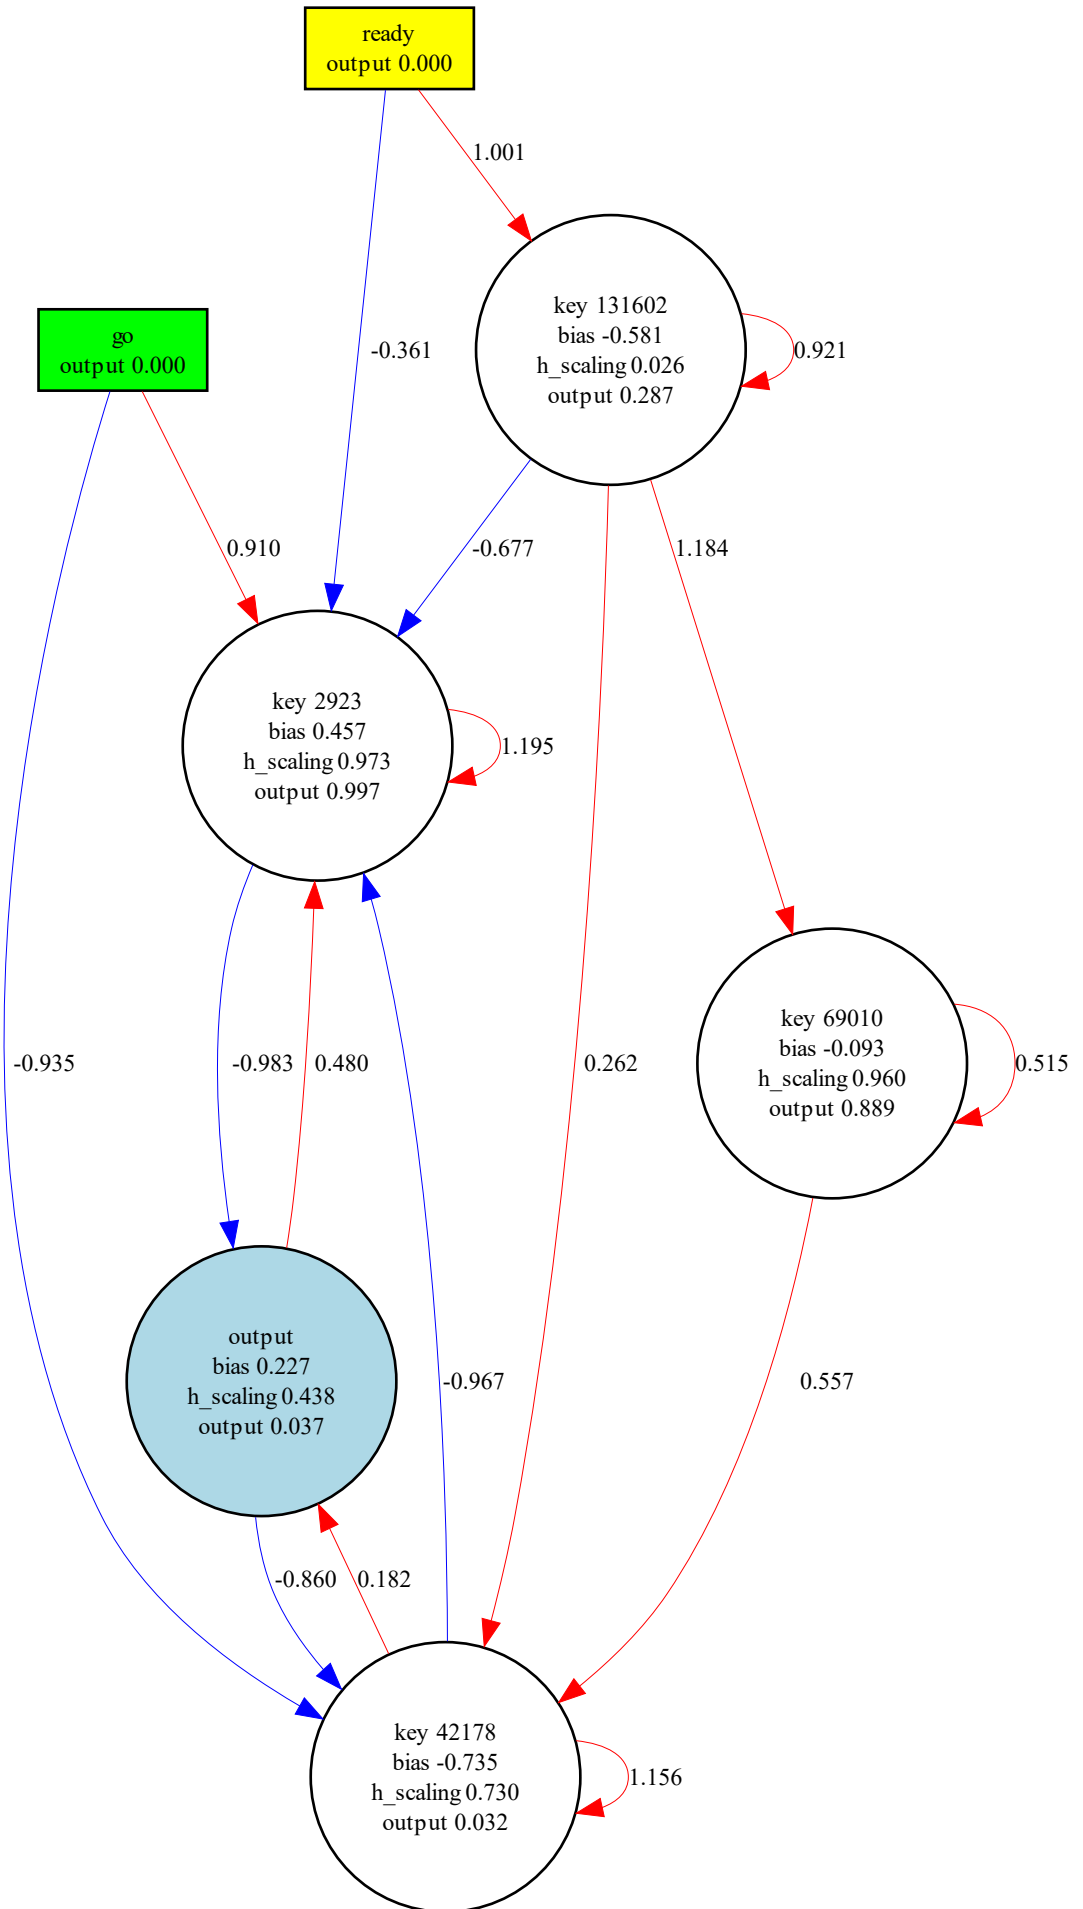 ready
output 0.000
1.001
go
output 0.000
-0.361
key 131602
bias -0.581
h_scaling 0.026
output 0.287
0.921
0.910
-0.677
1.184
key 2923
bias 0.457
h_scaling 0.973
output 0.997
1.195
-0.935
-0.983
0.480
0.262
key 69010
bias -0.093
h_scaling 0.960
output 0.889
0.515
output
bias 0.227
h_scaling 0.438
output 0.037
-0.967
0.557
-0.860
0.182
key 42178
bias -0.735
h_scaling 0.730
output 0.032
1.156